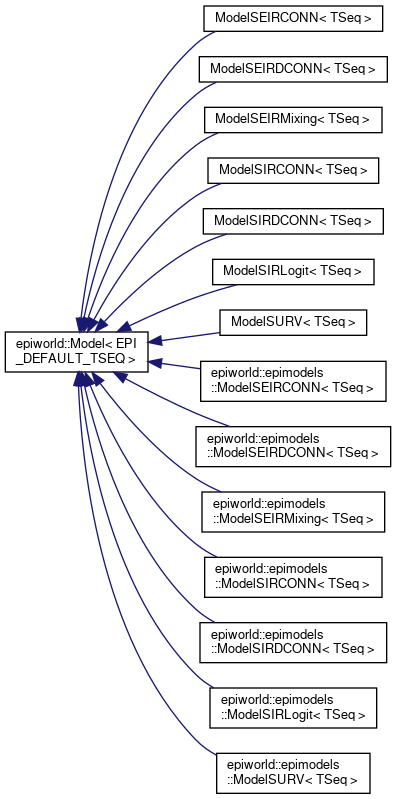 ModelSEIRCONN< TSeq >
ModelSEIRDCONN< TSeq >
ModelSEIRMixing< TSeq >
ModelSIRCONN< TSeq >
ModelSIRDCONN< TSeq >
ModelSIRLogit< TSeq >
ModelSURV< TSeq >
epiworld::Model< EPI
_DEFAULT_TSEQ >
epiworld::epimodels
::ModelSEIRCONN< TSeq >
epiworld::epimodels
::ModelSEIRDCONN< TSeq >
epiworld::epimodels
::ModelSEIRMixing< TSeq >
epiworld::epimodels
::ModelSIRCONN< TSeq >
epiworld::epimodels
::ModelSIRDCONN< TSeq >
epiworld::epimodels
::ModelSIRLogit< TSeq >
epiworld::epimodels
::ModelSURV< TSeq >